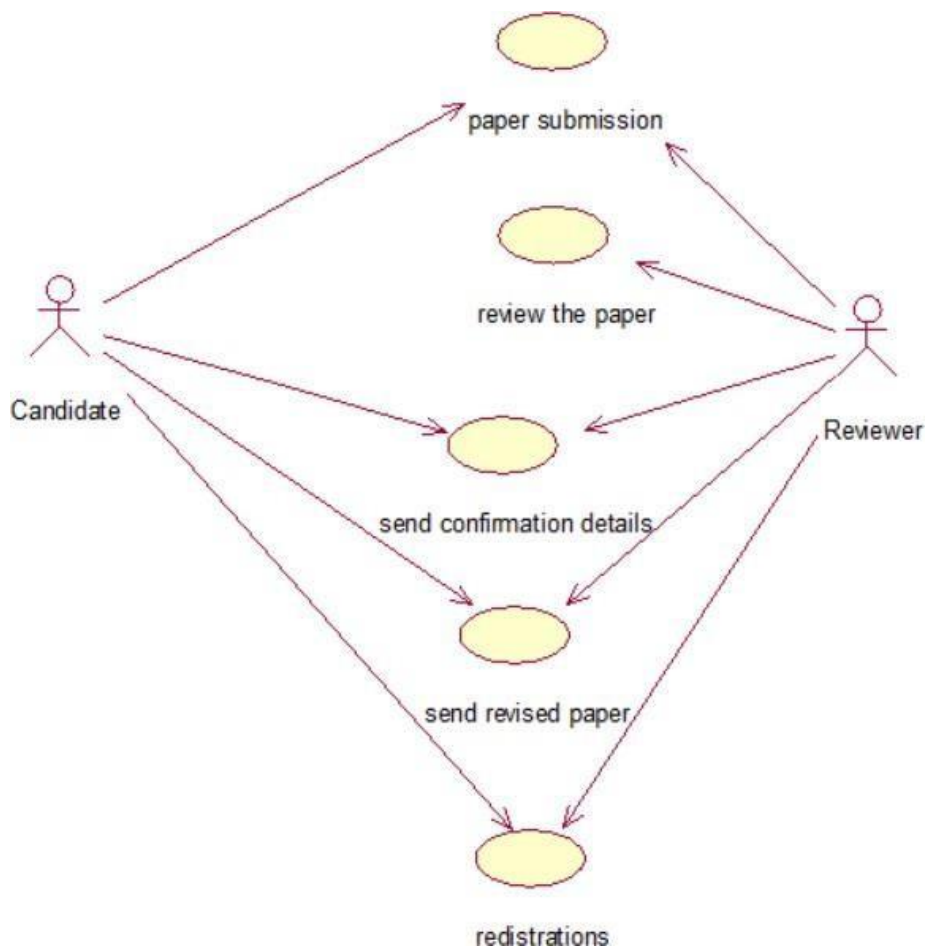 paper submission
review the paper
Candidate
Reviewer
send confirmation details
send revised paper
redistrations